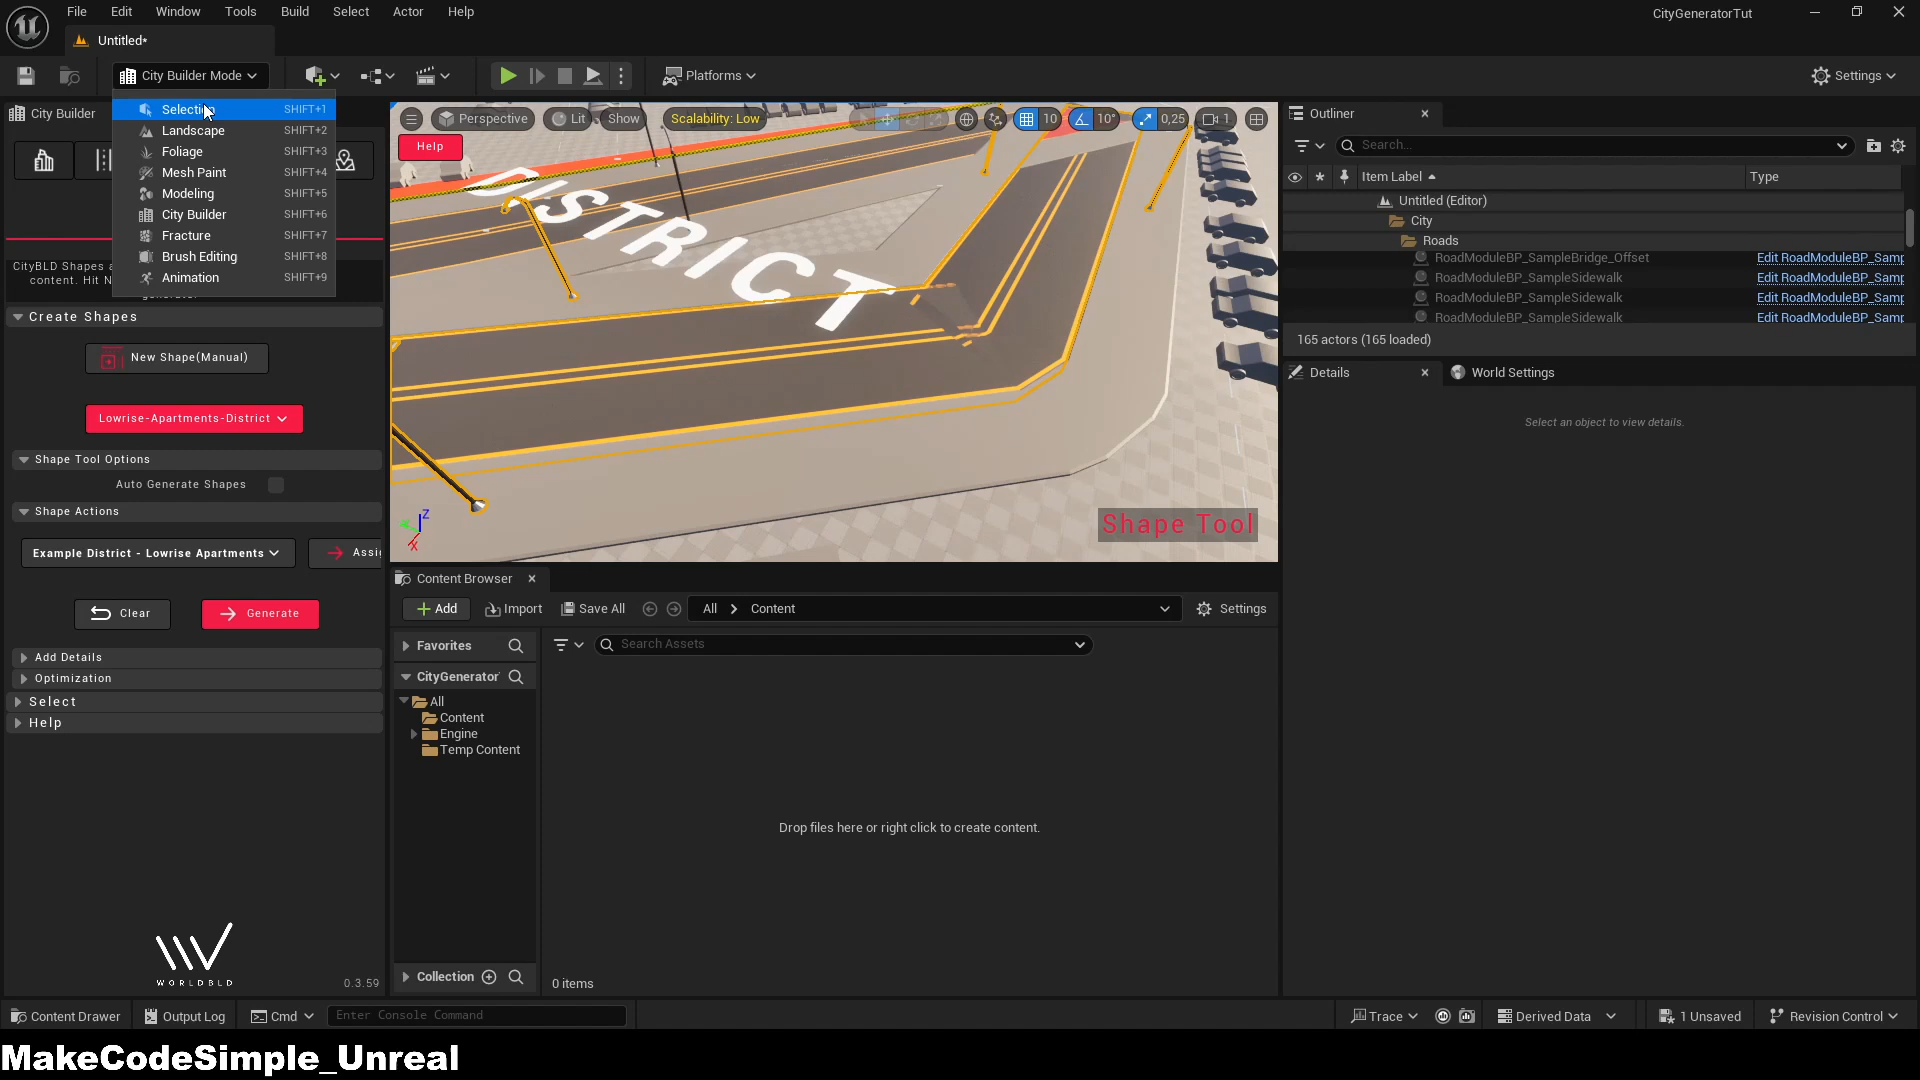 File Edit Window Tools Build Select Actor Help
CityGeneratorTut
Untitled*
City Builder Mode
Platforms
Settings
City Builder
Selection SHIFT+1
Landscape SHIFT+2
Foliage SHIFT+3
Mesh Paint SHIFT+4
Modeling SHIFT+5
City Builder SHIFT+6
Fracture SHIFT+7
Brush Editing SHIFT+8
Animation SHIFT+9
CityBLD Shapes a
content. Hit N
Create Shapes
New Shape(Manual)
Lowrise-Apartments-District
Shape Tool Options
Auto Generate Shapes
Shape Actions
Example District - Lowrise Apartments
Assi
Clear
Generate
Add Details
Optimization
Select
Help
WORLDBLD
0.3.59
Perspective Lit Show Scalability: Low 10 10° 0,25 1
Help
DISTRICT
Z
X
Shape Tool
Content Browser
Add Import Save All All Content Settings
Favorites
Search Assets
CityGenerator
All
Content
Engine
Temp Content
Drop files here or right click to create content.
Collection
0 items
Outliner
Search...
Item Label Type
Untitled (Editor)
City
Roads
RoadModuleBP_SampleBridge_Offset Edit RoadModuleBP_Samp
RoadModuleBP_SampleSidewalk Edit RoadModuleBP_Samp
RoadModuleBP_SampleSidewalk Edit RoadModuleBP_Samp
RoadModuleBP_SampleSidewalk Edit RoadModuleBP_Samp
165 actors (165 loaded)
Details World Settings
Select an object to view details.
Content Drawer Output Log Cmd Enter Console Command Trace Derived Data 1 Unsaved Revision Control
MakeCodeSimple_Unreal